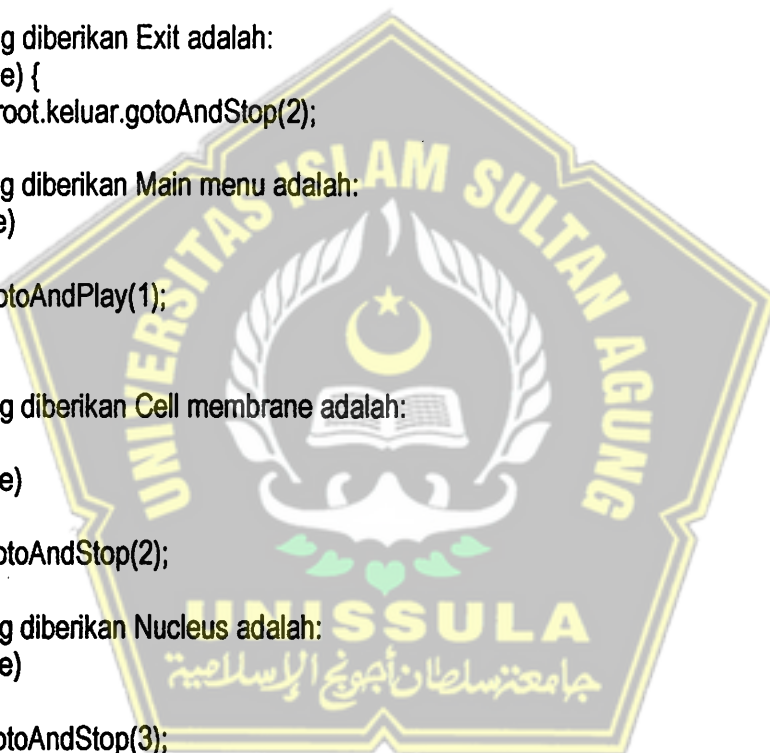 g diberikan Exit adalah:
e) {
root.keluar.gotoAndStop(2);
g diberikan Main menu adalah:
e)
otoAndPlay(1);
g diberikan Cell membrane adalah:
e)
otoAndStop(2);
g diberikan Nucleus adalah:
e)
otoAndStop(3);
UNIVERSITAS ISLAM SULTAN AGUNG
UNISSULA
جامعة سلطان أجونج الإسلامية